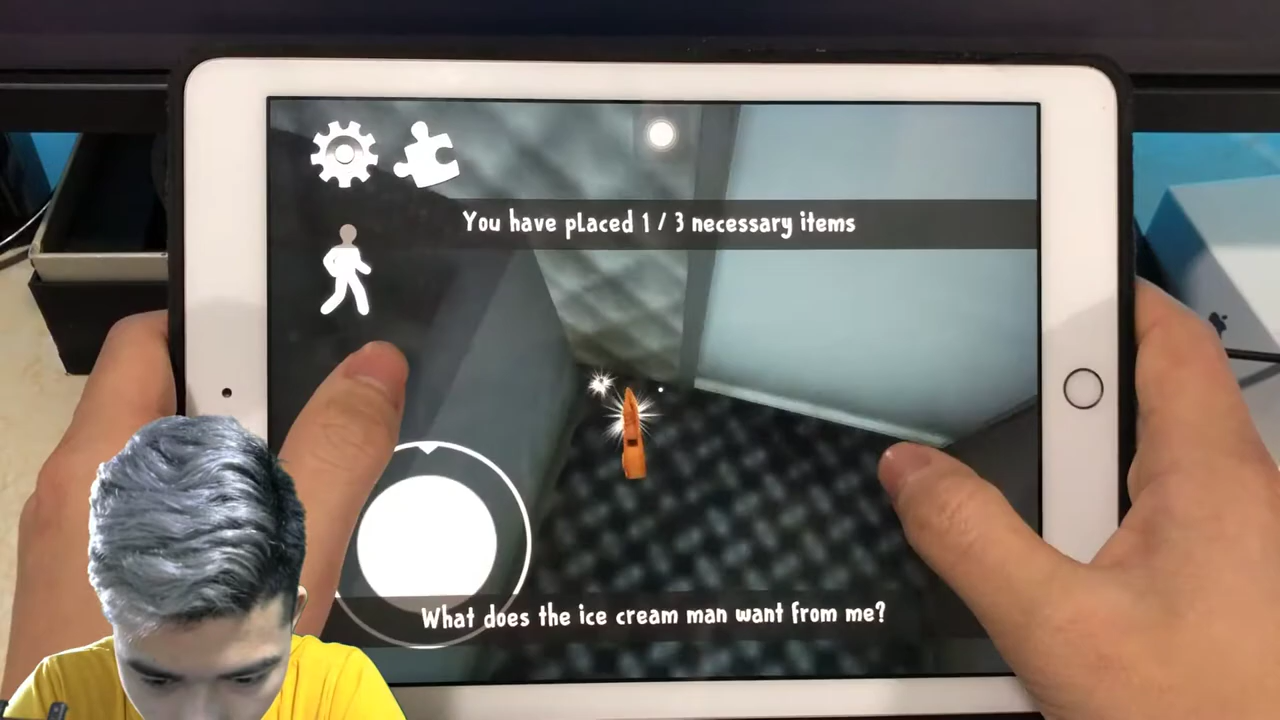 You have placed 1 / 3 necessary items
What does the ice cream man want from me?